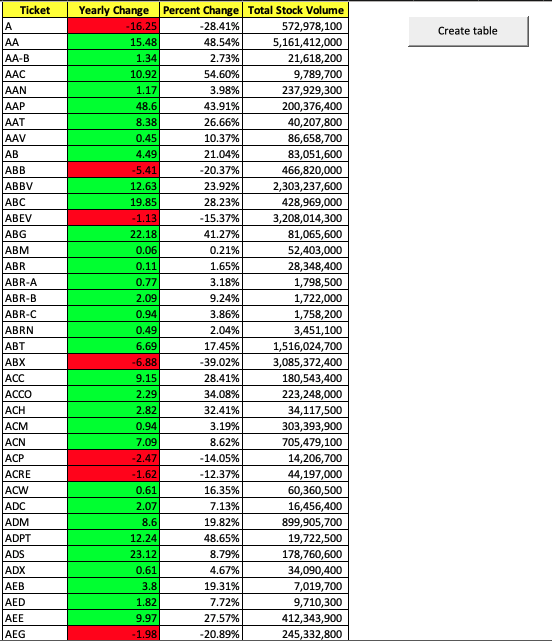 Ticket Yearly Change Percent Change Total Stock Volume
Create table
A -16.25 -28.41% 572,978,100
AA 15.48 48.54% 5,161,412,000
AA-B 1.34 2.73% 21,618,200
AAC 10.92 54.60% 9,789,700
AAN 1.17 3.98% 237,929,300
AAP 48.6 43.91% 200,376,400
AAT 8.38 26.66% 40,207,800
AAV 0.45 10.37% 86,658,700
AB 4.49 21.04% 83,051,600
ABB -5.41 -20.37% 466,820,000
ABBV 12.63 23.92% 2,303,237,600
ABC 19.85 28.23% 428,969,000
ABEV -1.13 -15.37% 3,208,014,300
ABG 22.18 41.27% 81,065,600
ABM 0.06 0.21% 52,403,000
ABR 0.11 1.65% 28,348,400
ABR-A 0.77 3.18% 1,798,500
ABR-B 2.09 9.24% 1,722,000
ABR-C 0.94 3.86% 1,758,200
ABRN 0.49 2.04% 3,451,100
ABT 6.69 17.45% 1,516,024,700
ABX -6.88 -39.02% 3,085,372,400
ACC 9.15 28.41% 180,543,400
ACCO 2.29 34.08% 223,248,000
ACH 2.82 32.41% 34,117,500
ACM 0.94 3.19% 303,393,900
ACN 7.09 8.62% 705,479,100
ACP -2.47 -14.05% 14,206,700
ACRE -1.62 -12.37% 44,197,000
ACW 0.61 16.35% 60,360,500
ADC 2.07 7.13% 16,456,400
ADM 8.6 19.82% 899,905,700
ADPT 12.24 48.65% 19,722,500
ADS 23.12 8.79% 178,760,600
ADX 0.61 4.67% 34,090,400
AEB 3.8 19.31% 7,019,700
AED 1.82 7.72% 9,710,300
AEE 9.97 27.57% 412,343,900
AEG -1.98 -20.89% 245,332,800